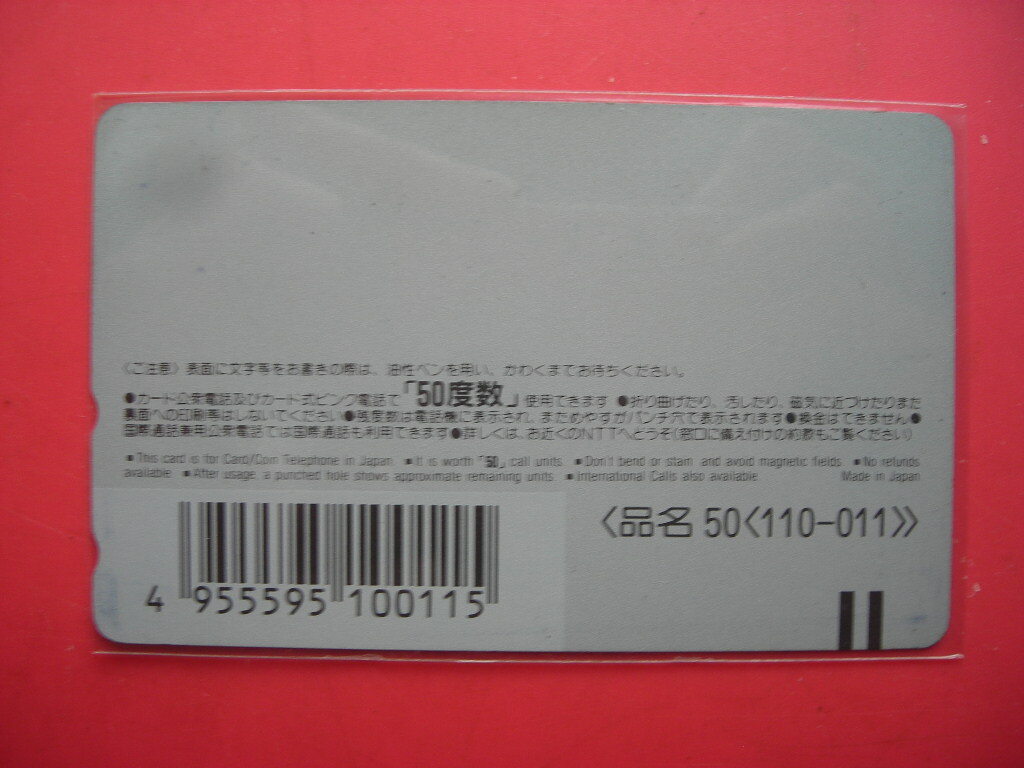 〈ご注意〉表面に文字等をお書きの際は、油性ペンを用い、かわくまでお待ちください。
●カード公衆電話及びカード式ピンク電話で「50度数」使用できます ●折り曲げたり、汚したり、磁気に近づけたりまた
裏面への印刷等はしないでください●残度数は電話機に表示され、まためやすがパンチ穴で表示されます●換金はできません●
国際通話兼用公衆電話では国際通話も利用できます●詳しくは、お近くのNTTへどうぞ(窓口に備え付けの約款もご覧ください)
■This card is for Card/Coin Telephone in Japan ■It is worth "50" call units ■Don't bend or stain and avoid magnetic fields ■No refunds
available ■After usage, a punched hole shows approximate remaining units ■International Calls also available Made in Japan
〈品名 50〈110-011〉〉
4 955595 100115